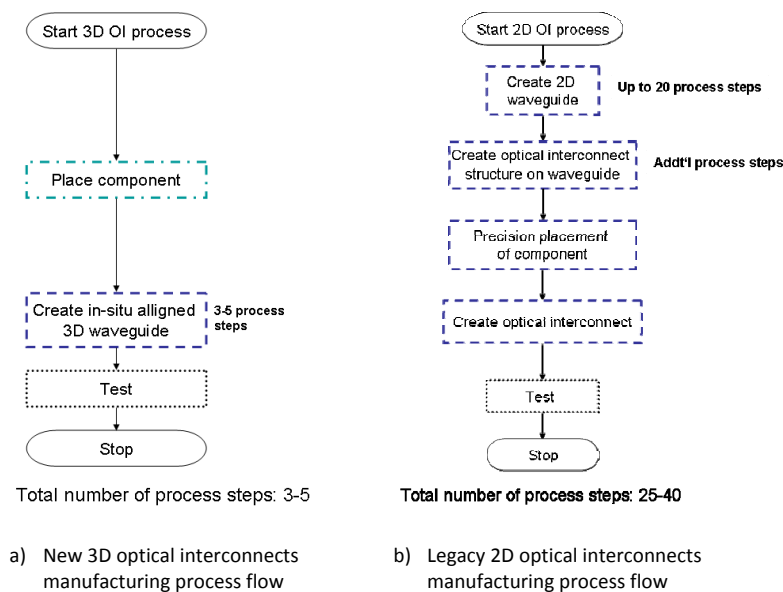 Start 3D OI process
Place component
Create in-situ alligned
3D waveguide
3-5 process
steps
Test
Stop
Total number of process steps: 3-5
a) New 3D optical interconnects
manufacturing process flow
Start 2D OI process
Create 2D
waveguide
Up to 20 process steps
Create optical interconnect
structure on waveguide
Addt'l process steps
Precision placement
of component
Create optical interconnect
Test
Stop
Total number of process steps: 25-40
b) Legacy 2D optical interconnects
manufacturing process flow